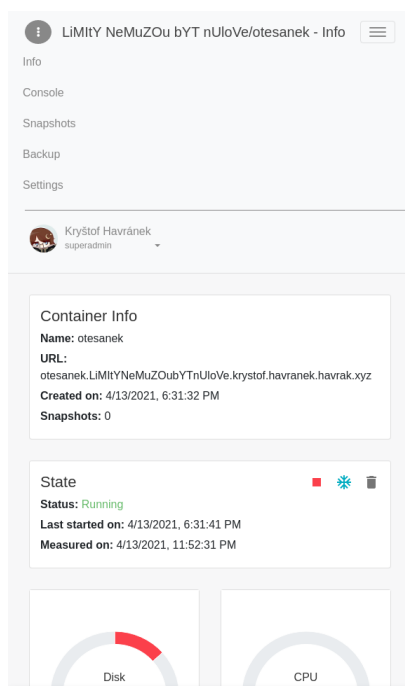 LiMItY NeMuZOu bYT nUloVe/otesanek - Info
Info
Console
Snapshots
Backup
Settings
Kryštof Havránek
superadmin
Container Info
Name: otesanek
URL:
otesanek.LiMItYNeMuZOubYTnUloVe.krystof.havranek.havrak.xyz
Created on: 4/13/2021, 6:31:32 PM
Snapshots: 0
State
Status: Running
Last started on: 4/13/2021, 6:31:41 PM
Measured on: 4/13/2021, 11:52:31 PM
Disk
CPU